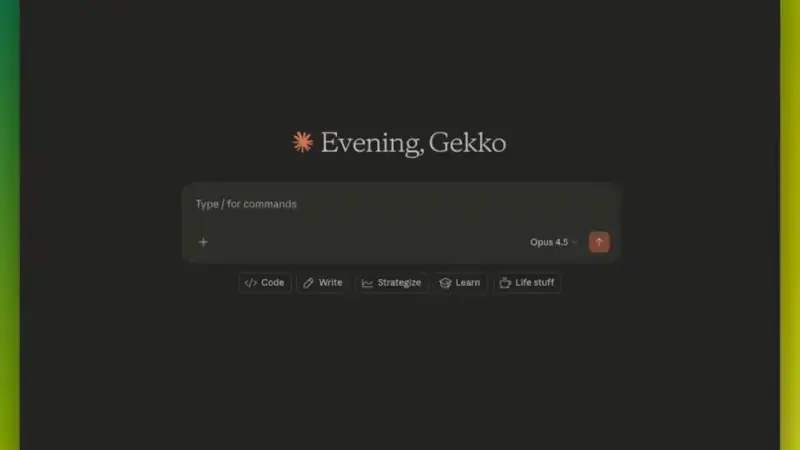 Evening, Gekko
Type / for commands
Opus 4.5
Code Write Strategize Learn Life stuff